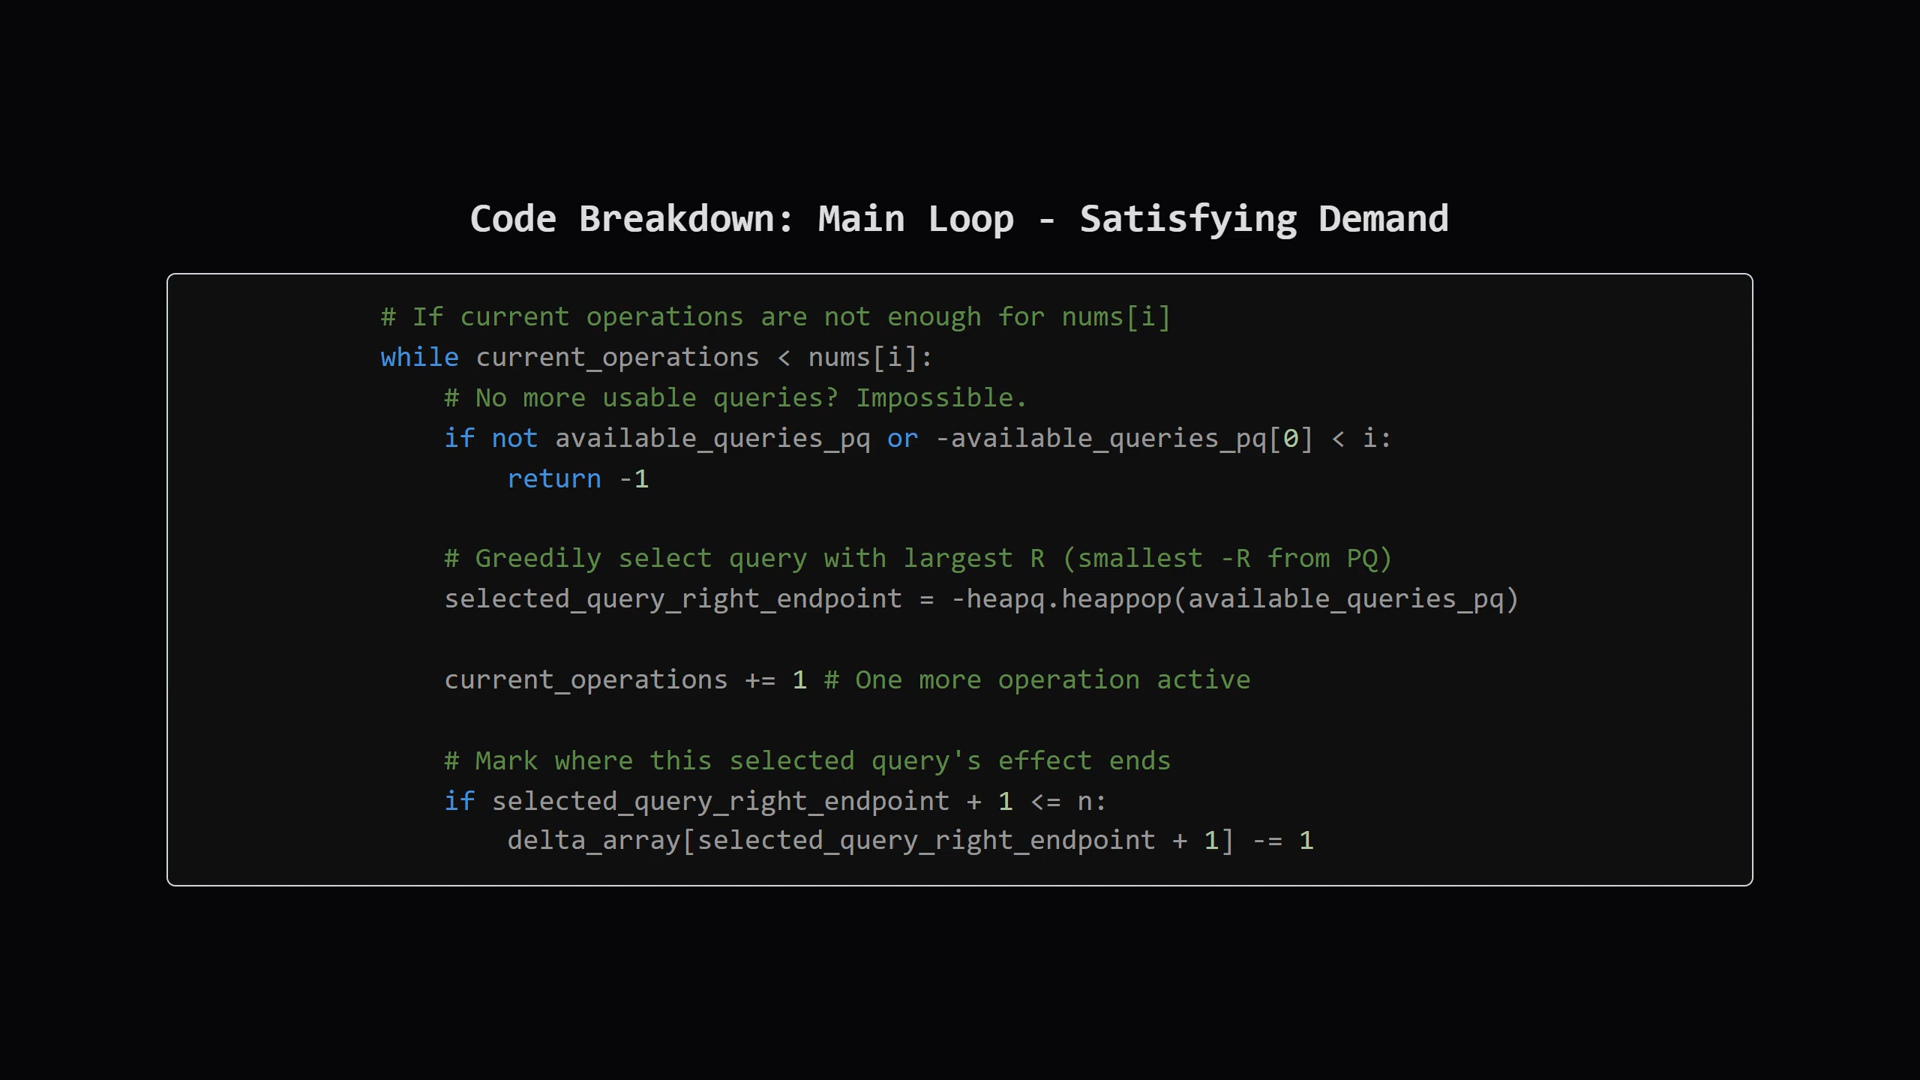 Code Breakdown: Main Loop - Satisfying Demand
# If current operations are not enough for nums[i]
while current_operations < nums[i]:
    # No more usable queries? Impossible.
    if not available_queries_pq or -available_queries_pq[0] < i:
        return -1
    # Greedily select query with largest R (smallest -R from PQ)
    selected_query_right_endpoint = -heapq.heappop(available_queries_pq)
    current_operations += 1 # One more operation active
    # Mark where this selected query's effect ends
    if selected_query_right_endpoint + 1 <= n:
        delta_array[selected_query_right_endpoint + 1] -= 1